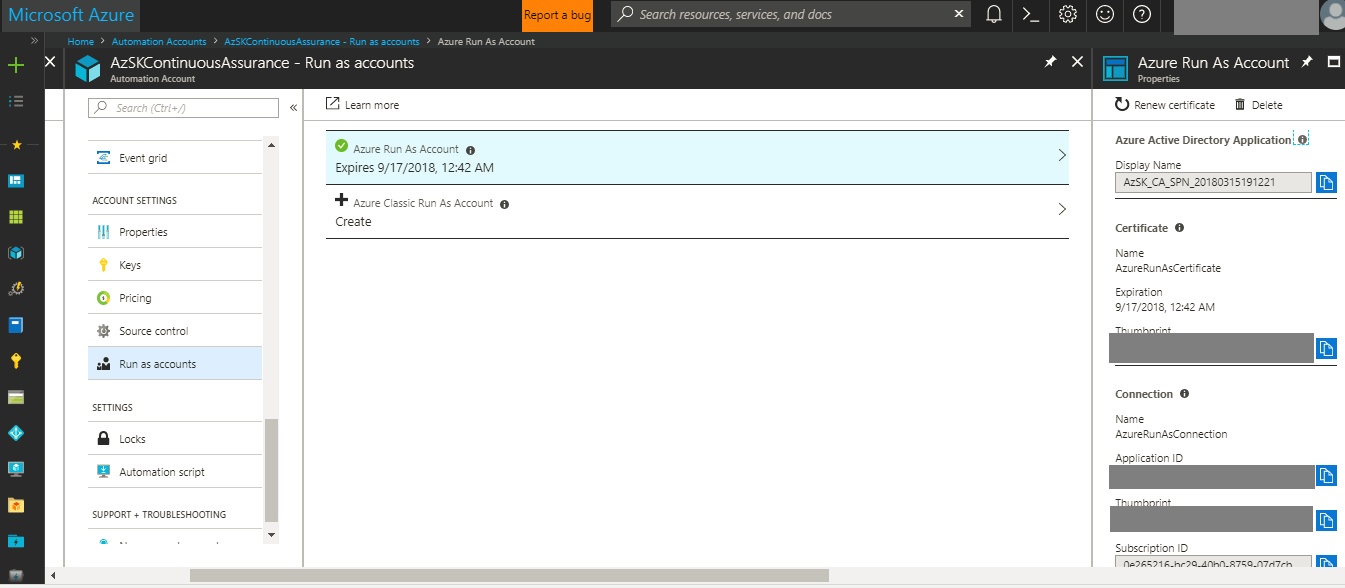 Microsoft Azure
Report a bug
Search resources, services, and docs
Home > Automation Accounts > AzSKContinuousAssurance - Run as accounts > Azure Run As Account
AzSKContinuousAssurance - Run as accounts
Automation Account
Search (Ctrl+/)
Event grid
ACCOUNT SETTINGS
Properties
Keys
Pricing
Source control
Run as accounts
SETTINGS
Locks
Automation script
SUPPORT + TROUBLESHOOTING
Learn more
Azure Run As Account
Expires 9/17/2018, 12:42 AM
Azure Classic Run As Account
Create
Azure Run As Account
Properties
Renew certificate
Delete
Azure Active Directory Application
Display Name
AzSK_CA_SPN_20180315191221
Certificate
Name
AzureRunAsCertificate
Expiration
9/17/2018, 12:42 AM
Thumbprint
Connection
Name
AzureRunAsConnection
Application ID
Thumbprint
Subscription ID